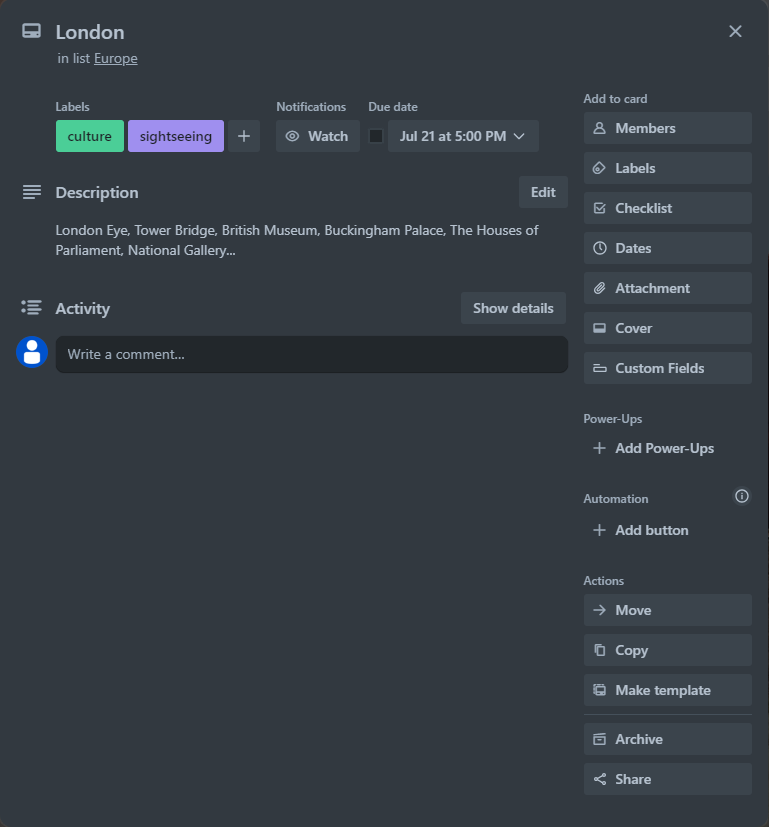 London
in list Europe
Labels
culture
sightseeing
Notifications
Watch
Due date
Jul 21 at 5:00 PM
Description
Edit
London Eye, Tower Bridge, British Museum, Buckingham Palace, The Houses of
Parliament, National Gallery...
Activity
Show details
Write a comment...
Add to card
Members
Labels
Checklist
Dates
Attachment
Cover
Custom Fields
Power-Ups
Add Power-Ups
Automation
Add button
Actions
Move
Copy
Make template
Archive
Share